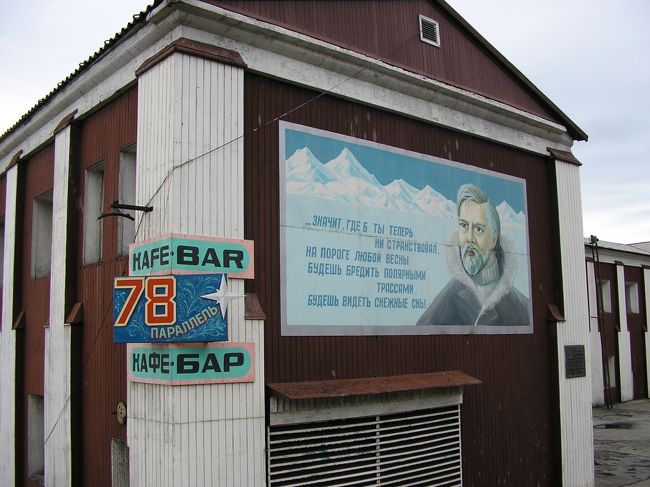 ...ЗНАЧИТ, ГДЕ Б ТЫ ТЕПЕРЬ
НИ СТРАНСТВОВАЛ,
НА ПОРОГЕ ЛЮБОЙ ВЕСНЫ
БУДЕШЬ БРЕДИТЬ ПОЛЯРНЫМИ
ТРАССАМИ,
БУДЕШЬ ВИДЕТЬ СНЕЖНЫЕ СНЫ.
KAFE-BAR
78
ПАРАЛЛЕЛЬ
КАФЕ-БАР